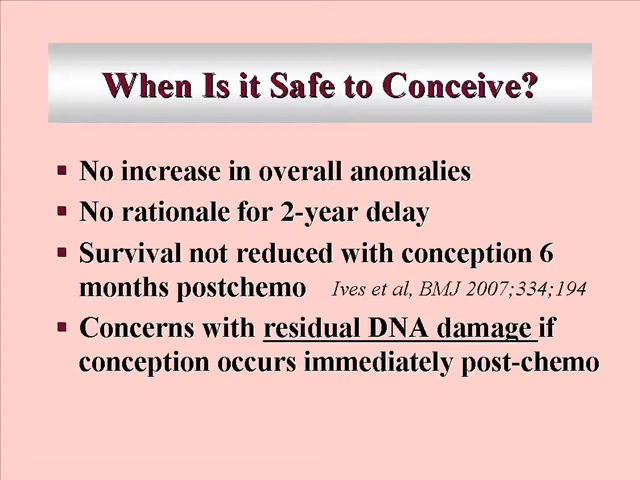 When Is it Safe to Conceive?
▪ No increase in overall anomalies
▪ No rationale for 2-year delay
▪ Survival not reduced with conception 6
months postchemo Ives et al, BMJ 2007;334;194
▪ Concerns with residual DNA damage if
conception occurs immediately post-chemo